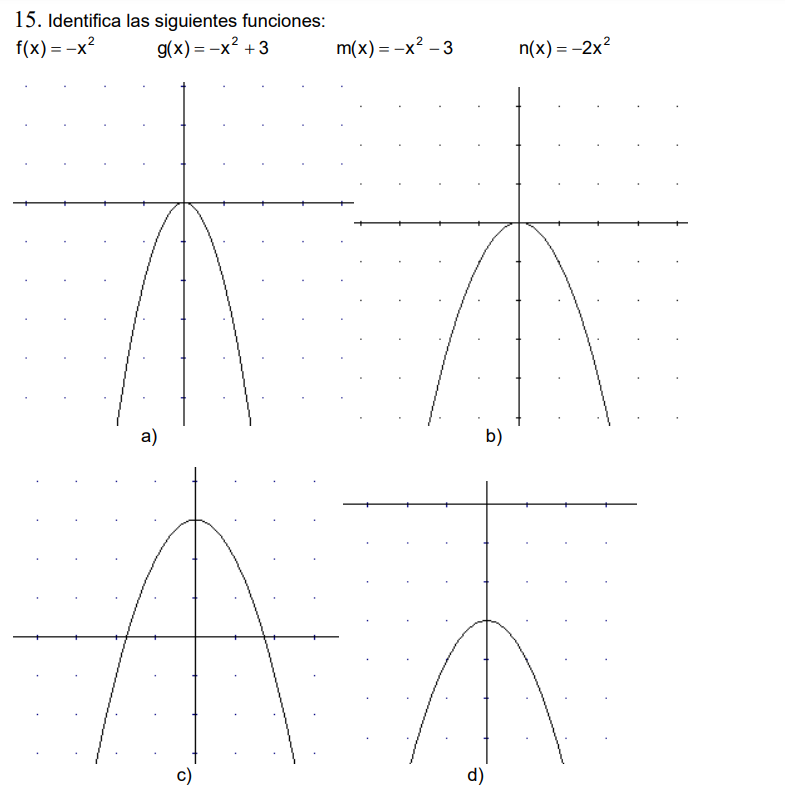 15. Identifica las siguientes funciones:
f(x) = –x² g(x) = –x² + 3 m(x) = –x² – 3 n(x) = –2x²
a) b)
c) d)